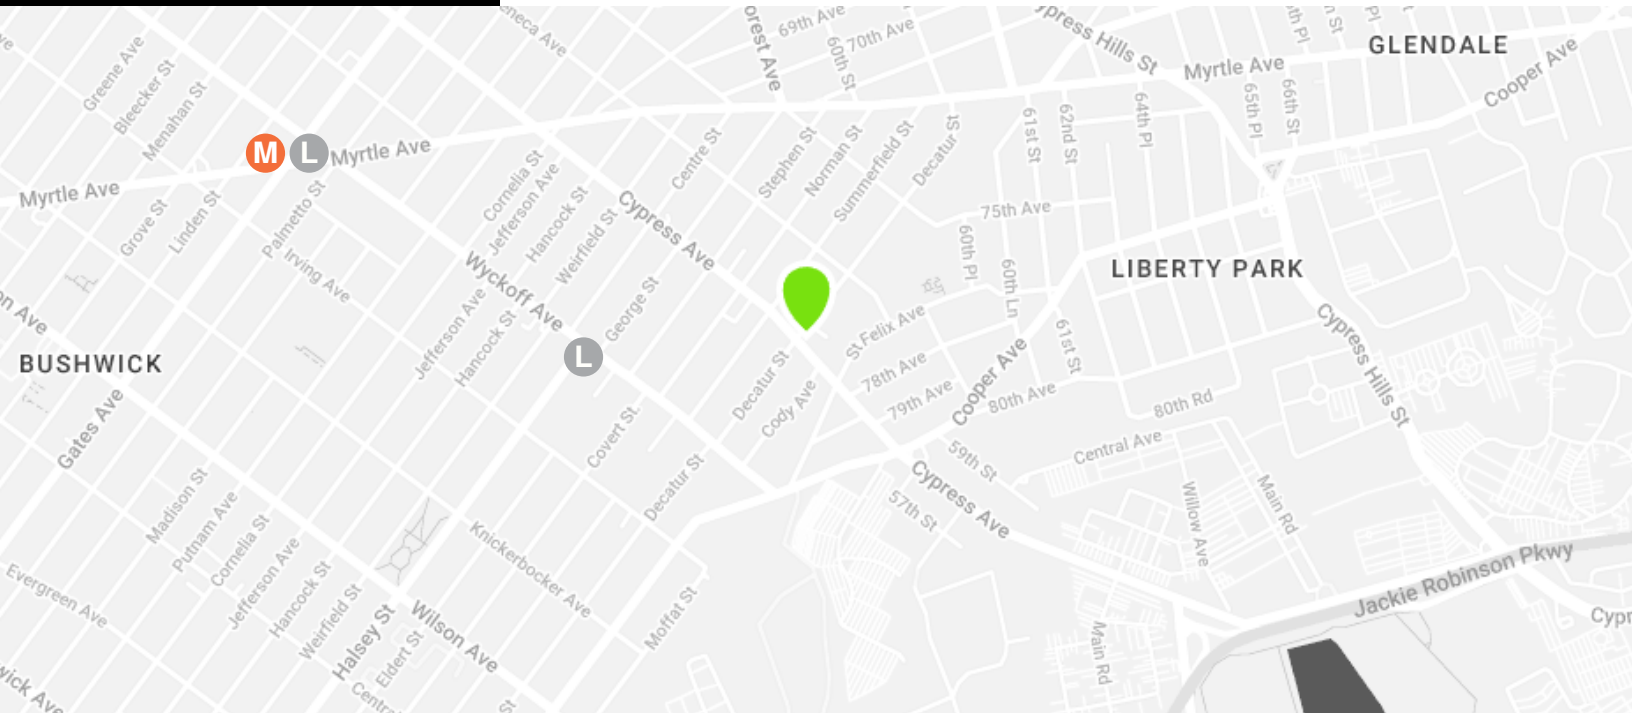 69th Ave
70th Ave
60th St
Cypress Hills St
GLENDALE
Myrtle Ave
Cooper Ave
Greene Ave
Bleecker St
Menahan St
65th Pl
66th St
64th Pl
61st St
62nd St
M
L
Myrtle Ave
Centre St
Stephen St
Norman St
Summerfield St
Decatur St
Myrtle Ave
Grove St
Linden St
Palmetto St
Cornelia St
Jefferson Ave
Hancock St
Weirfield St
Cypress Ave
75th Ave
60th Pl
60th Ln
LIBERTY PARK
Irving Ave
Wyckoff Ave
Jefferson Ave
Hancock St
George St
L
St Felix Ave
78th Ave
79th Ave
Cooper Ave
61st St
80th Ave
80th Rd
Cypress Hills St
BUSHWICK
Gates Ave
Decatur St
Cody Ave
Covert St
Decatur St
Central Ave
59th St
57th St
Cypress Ave
Willow Ave
Main Rd
Madison St
Putnam Ave
Cornelia St
Jefferson Ave
Hancock St
Weirfield St
Halsey St
Eldert St
Wilson Ave
Knickerbocker Ave
Moffat St
Evergreen Ave
Main Rd
Jackie Robinson Pkwy